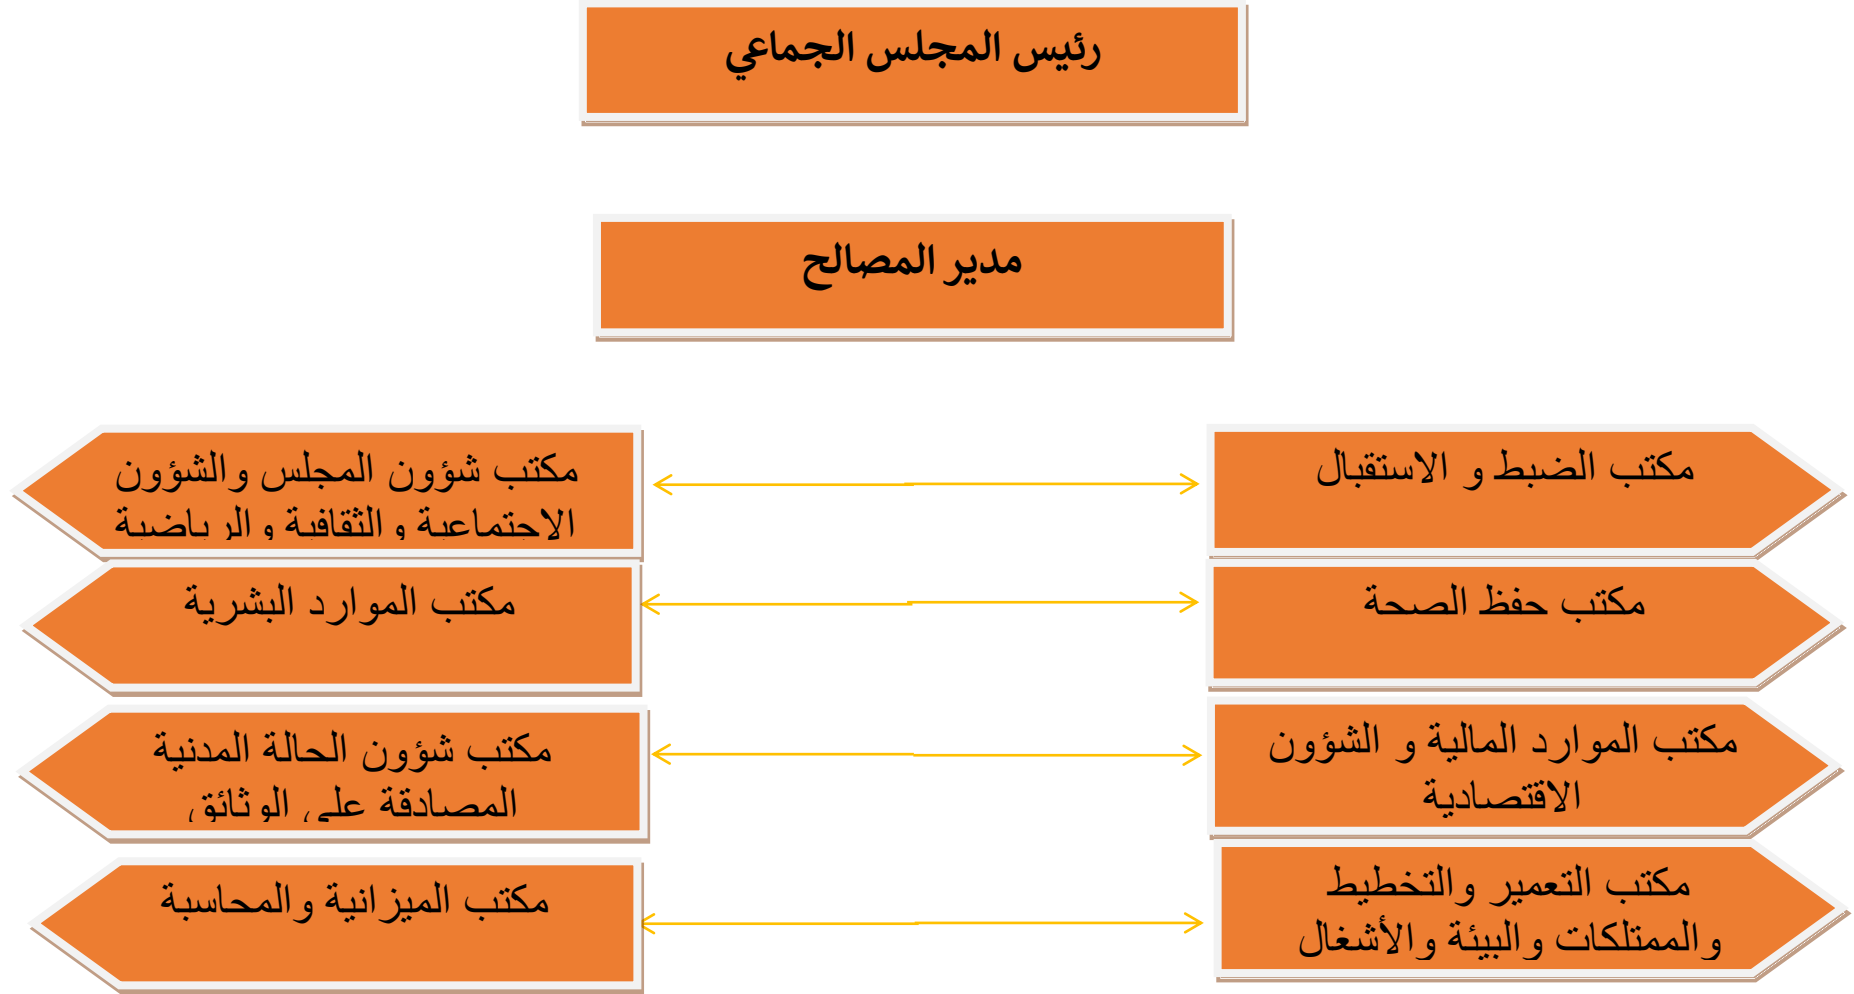 رئيس المجلس الجماعي
مدير المصالح
مكتب الضبط و الاستقبال
مكتب شؤون المجلس والشؤون
الاجتماعية و الثقافية و الرياضية
مكتب حفظ الصحة
مكتب الموارد البشرية
مكتب الموارد المالية و الشؤون
الاقتصادية
مكتب شؤون الحالة المدنية
المصادقة على الوثائق
مكتب التعمير والتخطيط
والممتلكات والبيئة والأشغال
مكتب الميزانية والمحاسبة